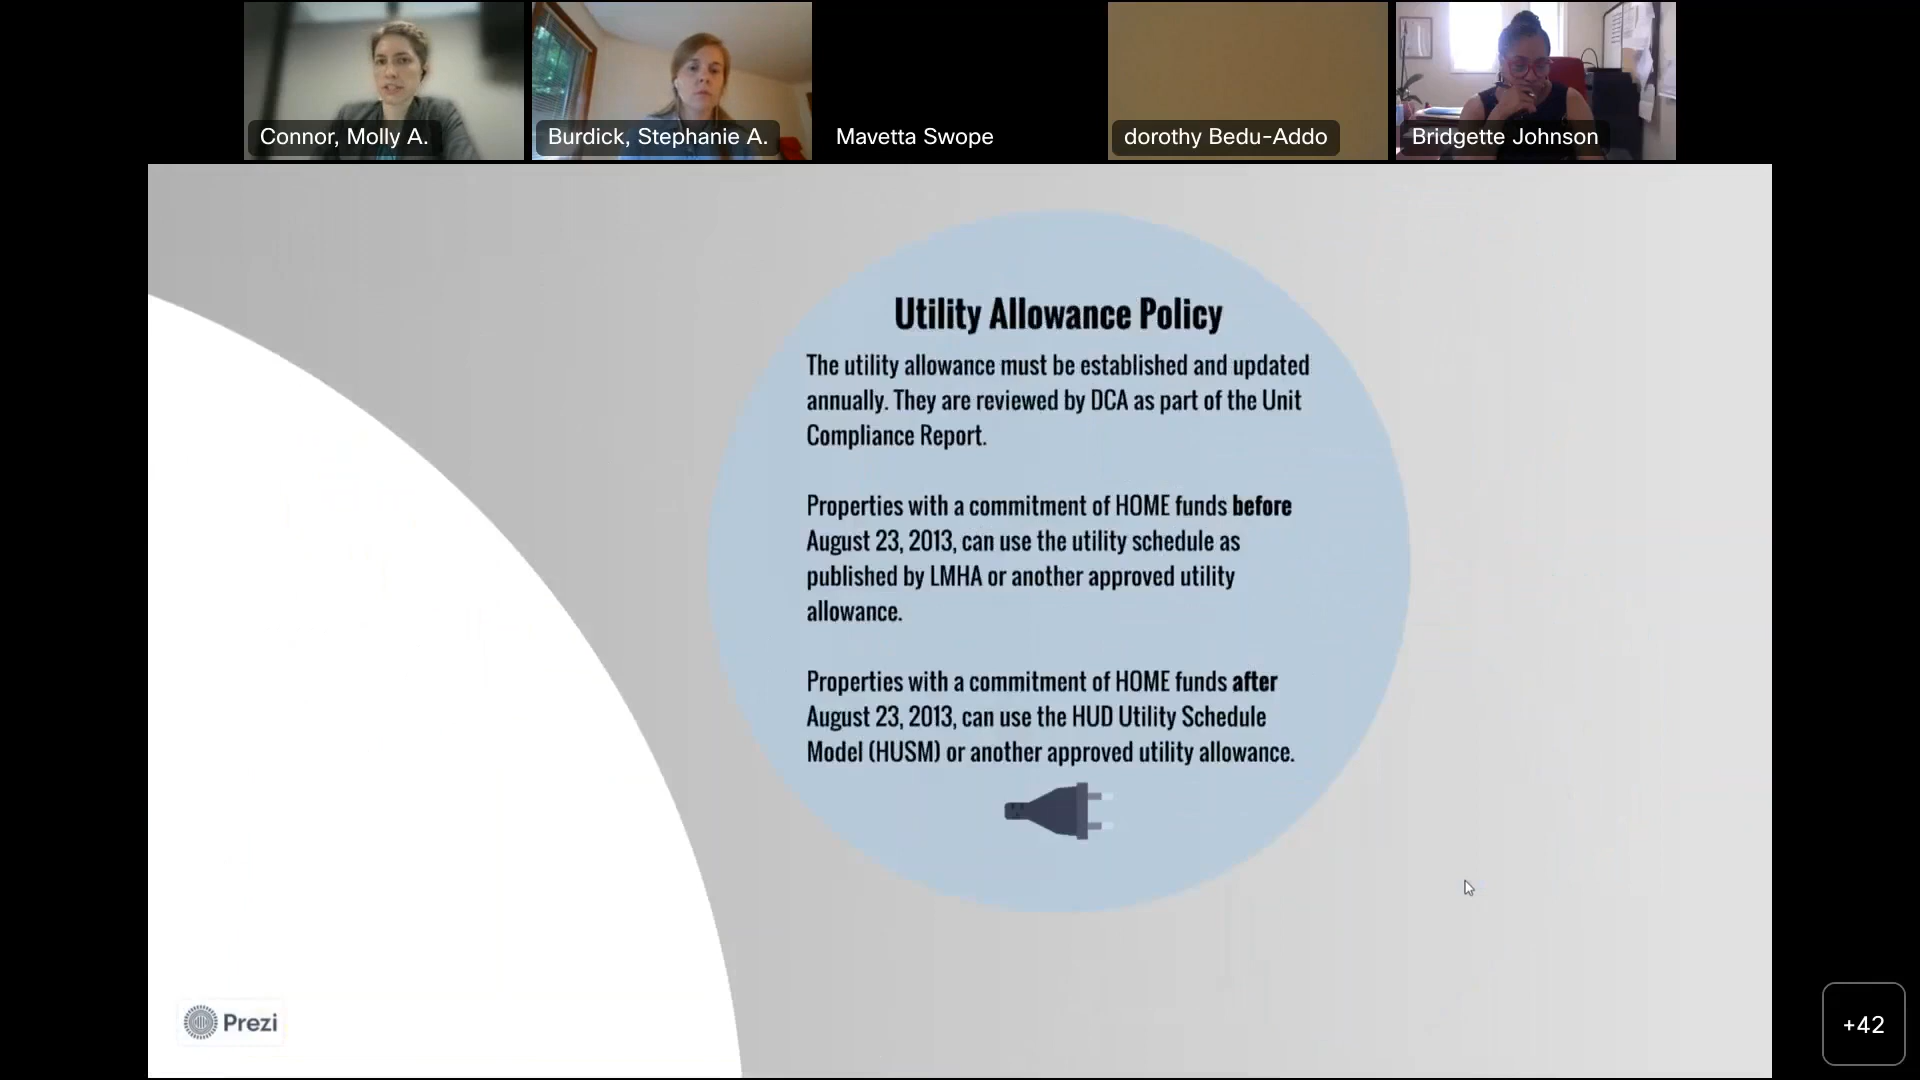 Connor, Molly A.
Burdick, Stephanie A.
Mavetta Swope
dorothy Bedu-Addo
Bridgette Johnson
Utility Allowance Policy
The utility allowance must be established and updated
annually. They are reviewed by DCA as part of the Unit
Compliance Report.
Properties with a commitment of HOME funds before
August 23, 2013, can use the utility schedule as
published by LMHA or another approved utility
allowance.
Properties with a commitment of HOME funds after
August 23, 2013, can use the HUD Utility Schedule
Model (HUSM) or another approved utility allowance.
Prezi
+42